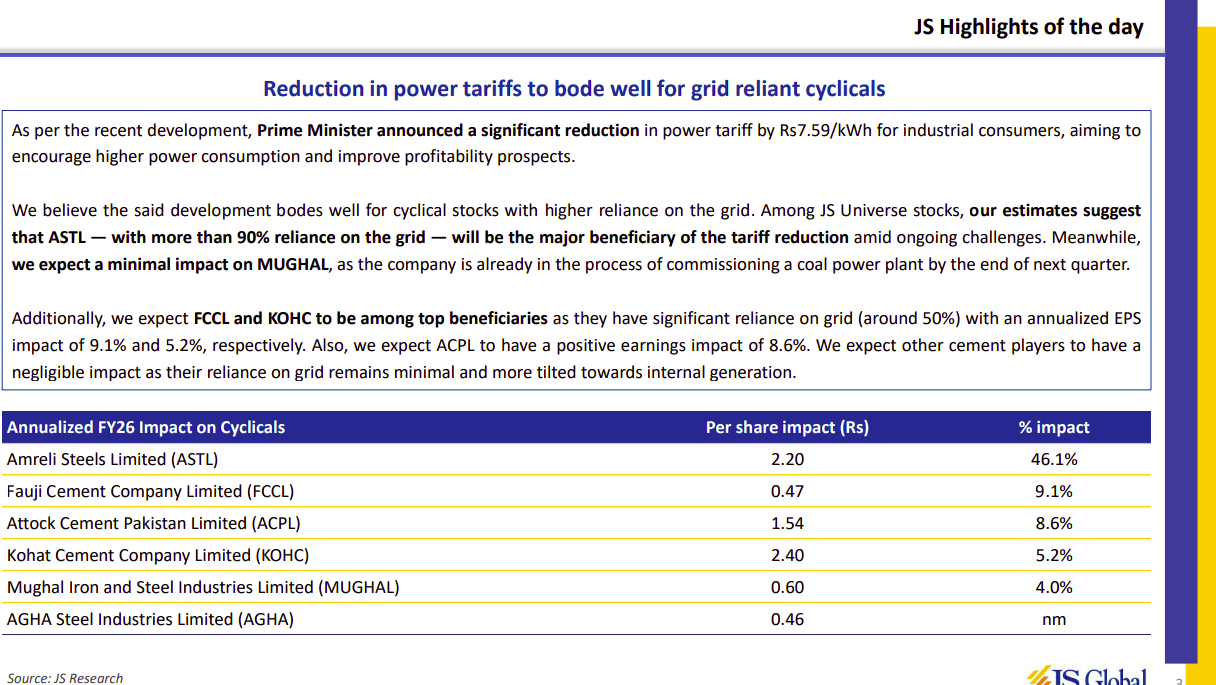 JS Highlights of the day
Reduction in power tariffs to bode well for grid reliant cyclicals
As per the recent development, Prime Minister announced a significant reduction in power tariff by Rs7.59/kWh for industrial consumers, aiming to
encourage higher power consumption and improve profitability prospects.
We believe the said development bodes well for cyclical stocks with higher reliance on the grid. Among JS Universe stocks, our estimates suggest
that ASTL — with more than 90% reliance on the grid — will be the major beneficiary of the tariff reduction amid ongoing challenges. Meanwhile,
we expect a minimal impact on MUGHAL, as the company is already in the process of commissioning a coal power plant by the end of next quarter.
Additionally, we expect FCCL and KOHC to be among top beneficiaries as they have significant reliance on grid (around 50%) with an annualized EPS
impact of 9.1% and 5.2%, respectively. Also, we expect ACPL to have a positive earnings impact of 8.6%. We expect other cement players to have a
negligible impact as their reliance on grid remains minimal and more tilted towards internal generation.
Annualized FY26 Impact on Cyclicals Per share impact (Rs) % impact
Amreli Steels Limited (ASTL) 2.20 46.1%
Fauji Cement Company Limited (FCCL) 0.47 9.1%
Attock Cement Pakistan Limited (ACPL) 1.54 8.6%
Kohat Cement Company Limited (KOHC) 2.40 5.2%
Mughal Iron and Steel Industries Limited (MUGHAL) 0.60 4.0%
AGHA Steel Industries Limited (AGHA) 0.46 nm
Source: JS Research
JS Global
3